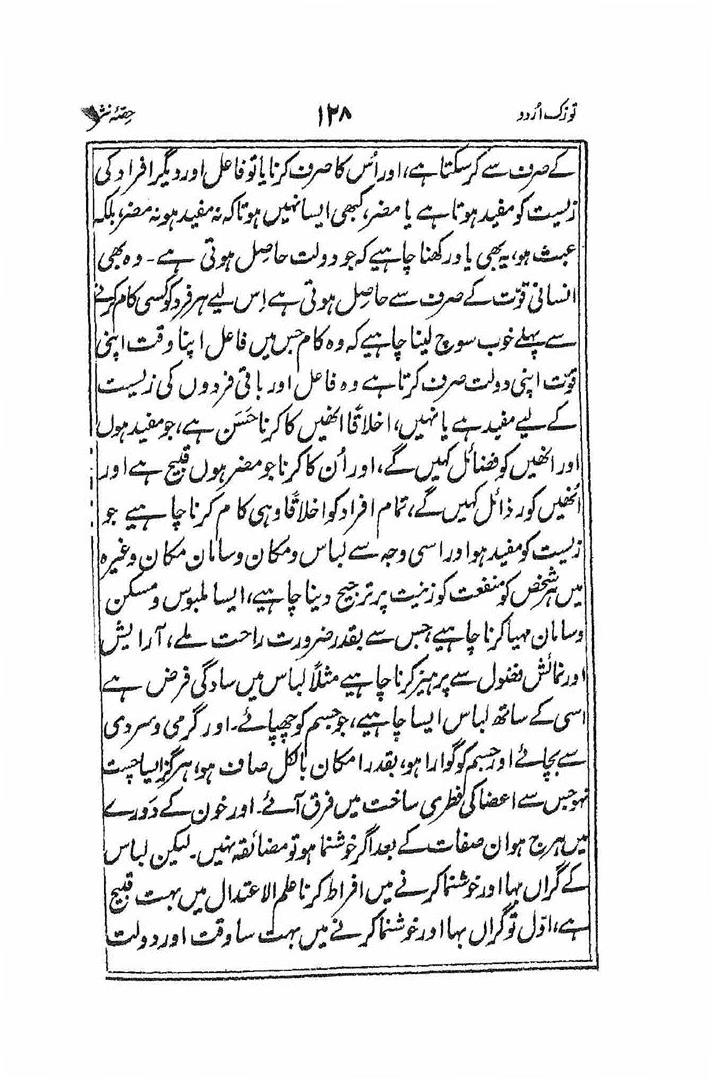 توزک اُردو ۱۲۸ حصّۂ نثر
کے صرف سے کر سکتا ہے، اور اُس کا صرف کرنا یا تو فاعل اور دیگر افراد کی
زیست کو مفید ہوتا ہے یا مضر، کبھی ایسا نہیں ہوتا کہ نہ مفید ہو نہ مضر، بلکہ
عبث ہو، یہ بھی یاد رکھنا چاہیے کہ جو دولت حاصل ہوتی ہے۔ وہ بھی
انسانی قوّت کے صرف سے حاصل ہوتی ہے اِس لیے ہر فرد کو کسی کام کرنے
سے پہلے خوب سوچ لینا چاہیے کہ وہ کام جس میں فاعل اپنا وقت اپنی
قوّت اپنی دولت صرف کرتا ہے وہ فاعل اور باقی فردوں کی زیست
کے لیے مفید ہے یا نہیں، اخلاقاً انھیں کا کرنا حَسَن ہے، جو مفید ہوں
اور انھیں کو فضائل کہیں گے، اور اُن کا کرنا جو مضر ہوں قبیح ہے اور
اُنھیں کو رذائل کہیں گے، تمام افراد کو اخلاقاً وہی کام کرنا چاہیے جو
زیست کو مفید ہو اور اسی وجہ سے لباس و مکان و سامان مکان وغیرہ
میں ہر شخص کو منفعت کو زینت پر ترجیح دینا چاہیے، ایسا ملبوس و مسکن
و سامان مہیا کرنا چاہیے جس سے بقدر ضرورت راحت ملے، آرایش
اور نمائش فضول سے پرہیز کرنا چاہیے مثلاً لباس میں سادگی فرض ہے
اسی کے ساتھ لباس ایسا چاہیے، جو جسم کو چھپائے۔ اور گرمی و سردی
سے بچائے اور جسم کو گوارا ہو، بقدر امکان بالکل صاف ہو، ہرگز ایسا چست
نہو جس سے اعضا کی فطری ساخت میں فرق آئے۔ اور خون کے دَورے
میں ہرج ہو ان صفات کے بعد اگر خوشنما ہو تو مضائقہ نہیں۔ لیکن لباس
کے گراں بہا اور خوشنما کرنے میں افراط کرنا علم الاعتدال میں بہت قبیح
ہے، اوّل تو گراں بہا اور خوشنما کرنے میں بہت سا وقت اور دولت